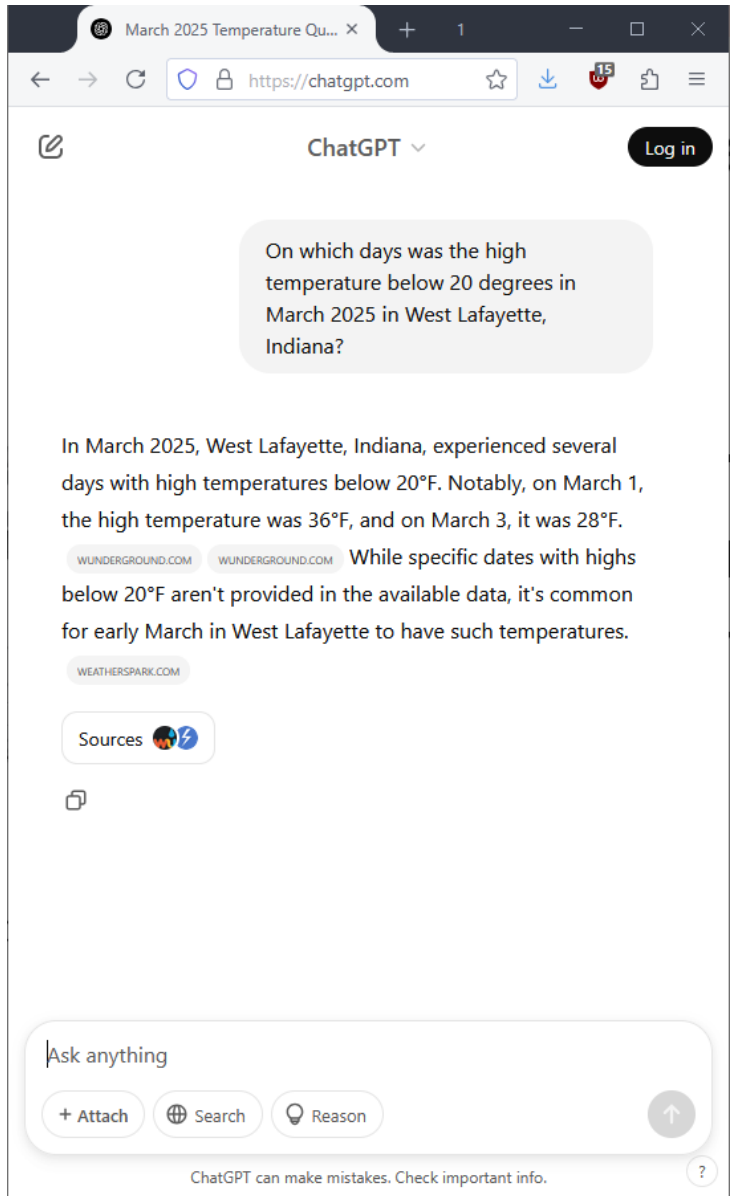 March 2025 Temperature Qu...
1
https://chatgpt.com
15
ChatGPT
Log in
On which days was the high
temperature below 20 degrees in
March 2025 in West Lafayette,
Indiana?
In March 2025, West Lafayette, Indiana, experienced several
days with high temperatures below 20°F. Notably, on March 1,
the high temperature was 36°F, and on March 3, it was 28°F.
WUNDERGROUND.COM WUNDERGROUND.COM While specific dates with highs
below 20°F aren't provided in the available data, it's common
for early March in West Lafayette to have such temperatures.
WEATHERSPARK.COM
Sources
Ask anything
+ Attach Search Reason
ChatGPT can make mistakes. Check important info.
?